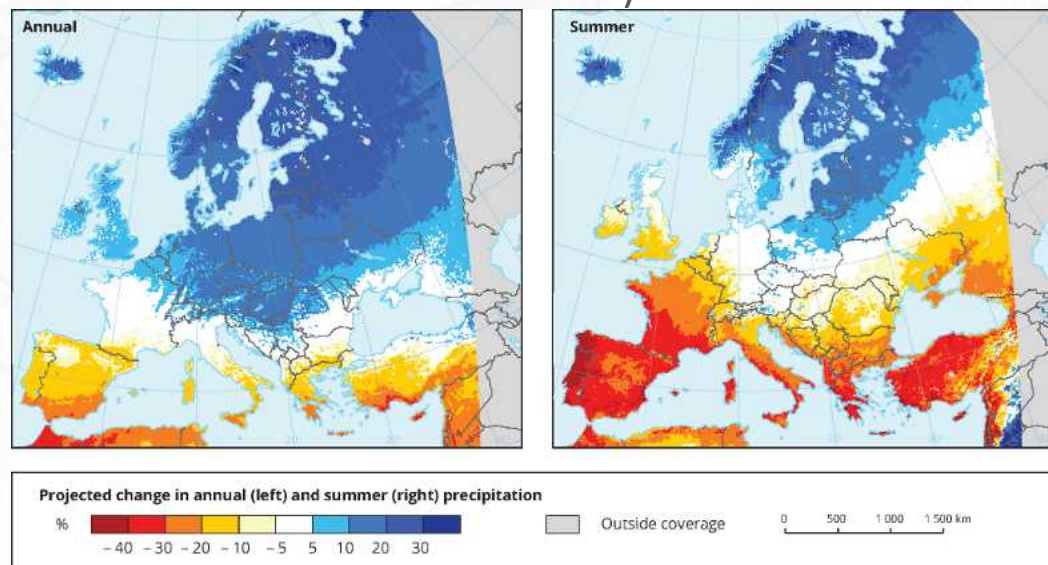 Annual
Summer
Projected change in annual (left) and summer (right) precipitation
%
− 40 − 30 − 20 − 10 − 5 5 10 20 30
Outside coverage
0 500 1 000 1 500 km